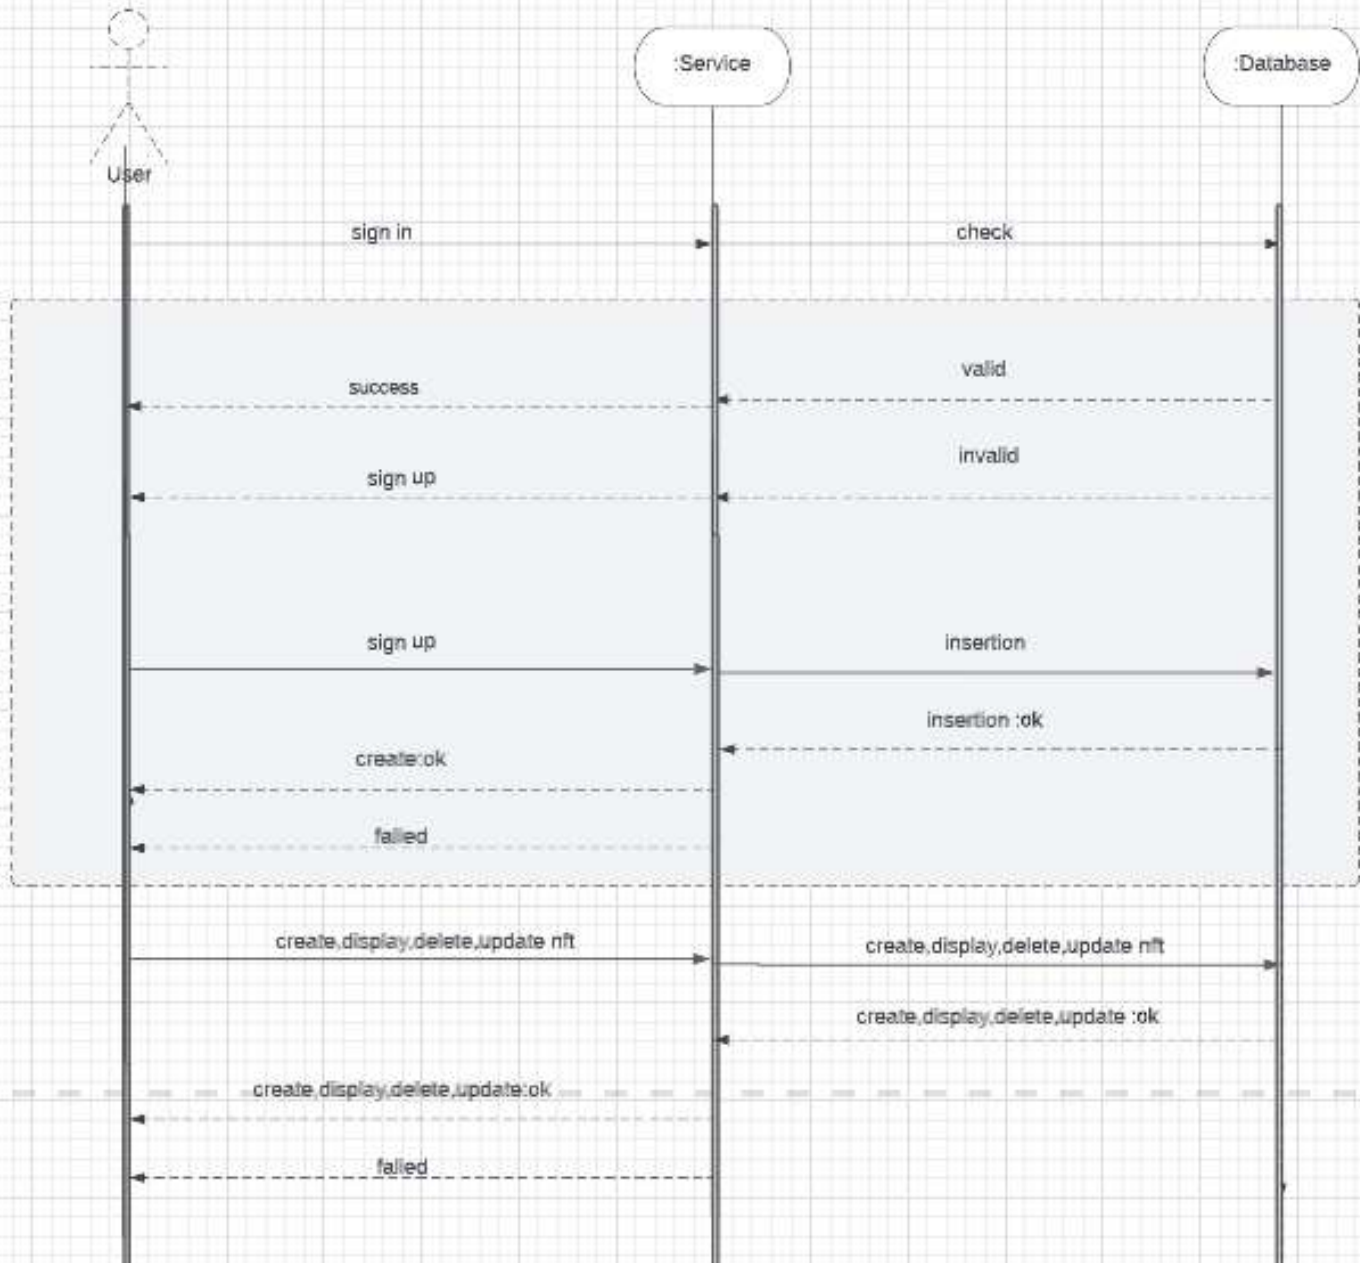 :Service
:Database
User
sign in
check
valid
success
invalid
sign up
sign up
insertion
insertion :ok
create:ok
failed
create,display,delete,update nft
create,display,delete,update nft
create,display,delete,update :ok
create,display,delete,update:ok
failed